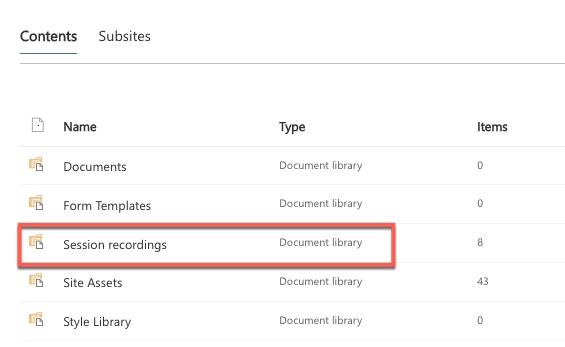 Contents Subsites
Name Type Items
Documents Document library 0
Form Templates Document library 0
Session recordings Document library 8
Site Assets Document library 43
Style Library Document library 0